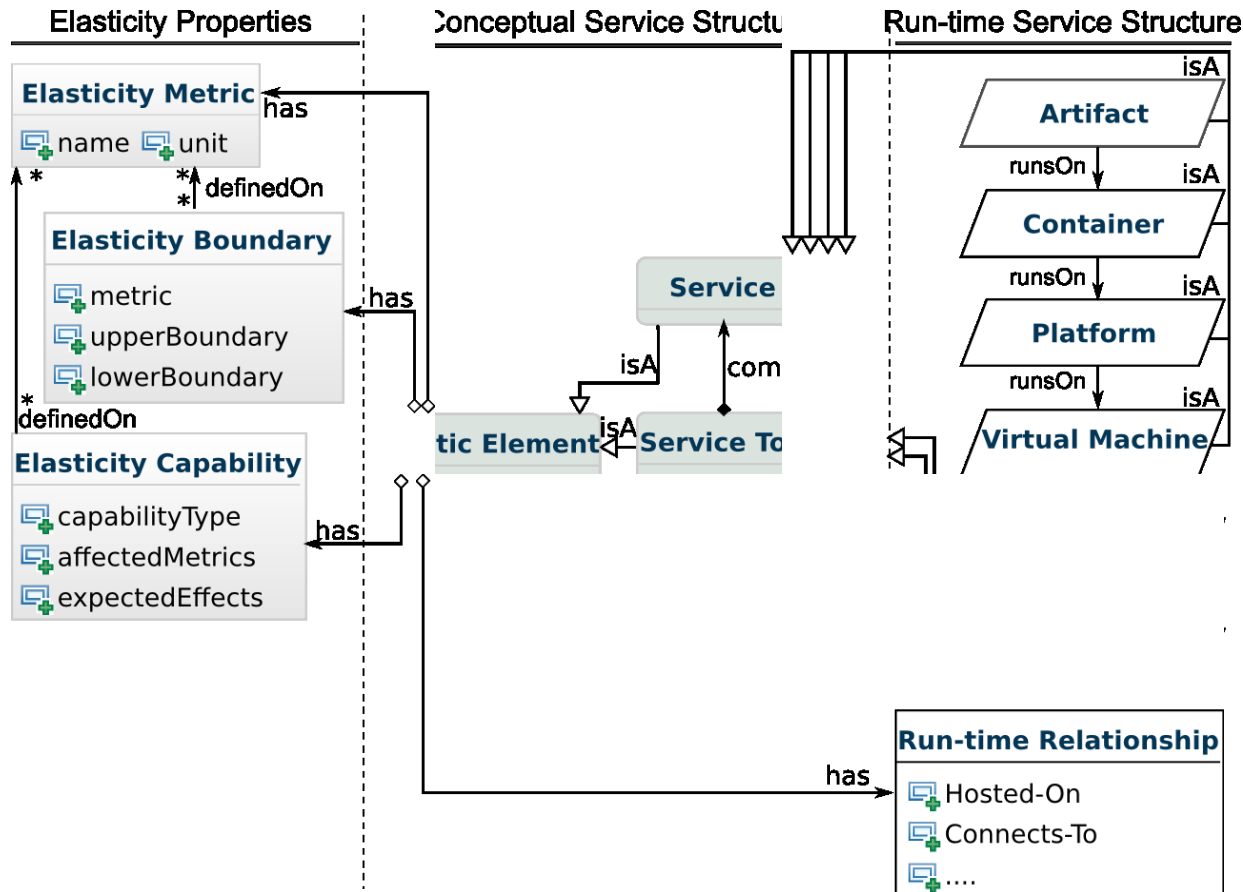 Elasticity Properties
Conceptual Service Structu
Run-time Service Structure
Elasticity Metric
name
unit
has
*
*
*
definedOn
Elasticity Boundary
metric
upperBoundary
lowerBoundary
has
*
definedOn
Elasticity Capability
capabilityType
affectedMetrics
expectedEffects
has
Service
isA
com
tic Element
isA
Service To
isA
Artifact
runsOn
isA
Container
runsOn
isA
Platform
runsOn
isA
Virtual Machine
has
Run-time Relationship
Hosted-On
Connects-To
....